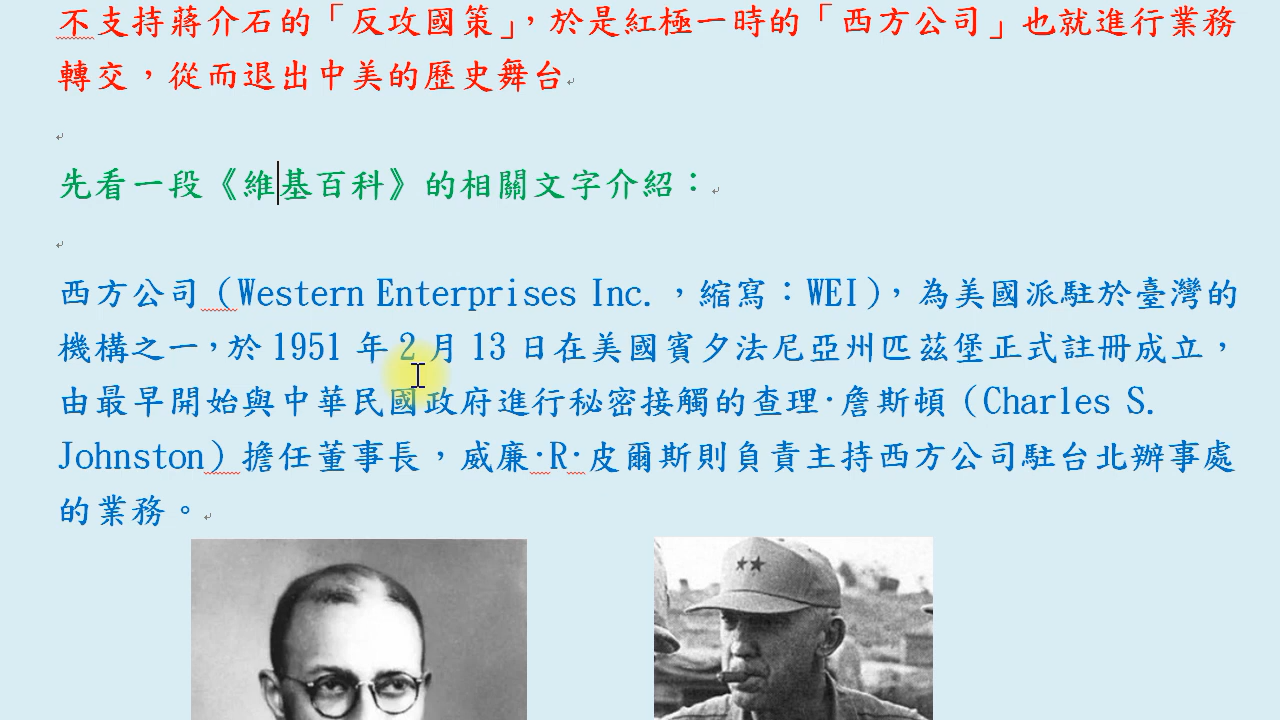 不支持蔣介石的「反攻國策」，於是紅極一時的「西方公司」也就進行業務
轉交，從而退出中美的歷史舞台
先看一段《維基百科》的相關文字介紹：
西方公司（Western Enterprises Inc.，縮寫：WEI），為美國派駐於臺灣的
機構之一，於 1951 年 2 月 13 日在美國賓夕法尼亞州匹茲堡正式註冊成立，
由最早開始與中華民國政府進行秘密接觸的查理·詹斯頓（Charles S.
Johnston）擔任董事長，威廉·R·皮爾斯則負責主持西方公司駐台北辦事處
的業務。